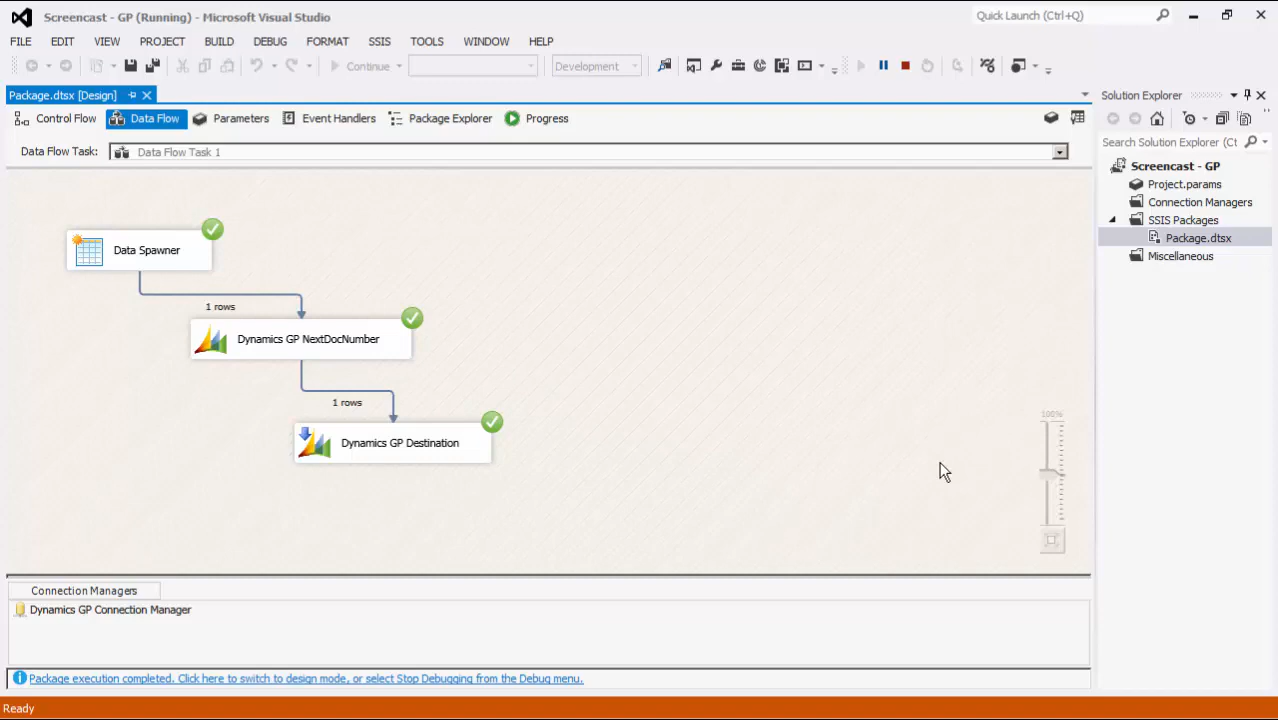 Screencast - GP (Running) - Microsoft Visual Studio
Quick Launch (Ctrl+Q)
FILE EDIT VIEW PROJECT BUILD DEBUG FORMAT SSIS TOOLS WINDOW HELP
Continue Development
Package.dtsx [Design]
Solution Explorer
Control Flow Data Flow Parameters Event Handlers Package Explorer Progress
Search Solution Explorer (Ct
Data Flow Task: Data Flow Task 1
Screencast - GP
Project.params
Connection Managers
SSIS Packages
Package.dtsx
Miscellaneous
Data Spawner
1 rows
Dynamics GP NextDocNumber
1 rows
100%
Dynamics GP Destination
Connection Managers
Dynamics GP Connection Manager
Package execution completed. Click here to switch to design mode, or select Stop Debugging from the Debug menu.
Ready